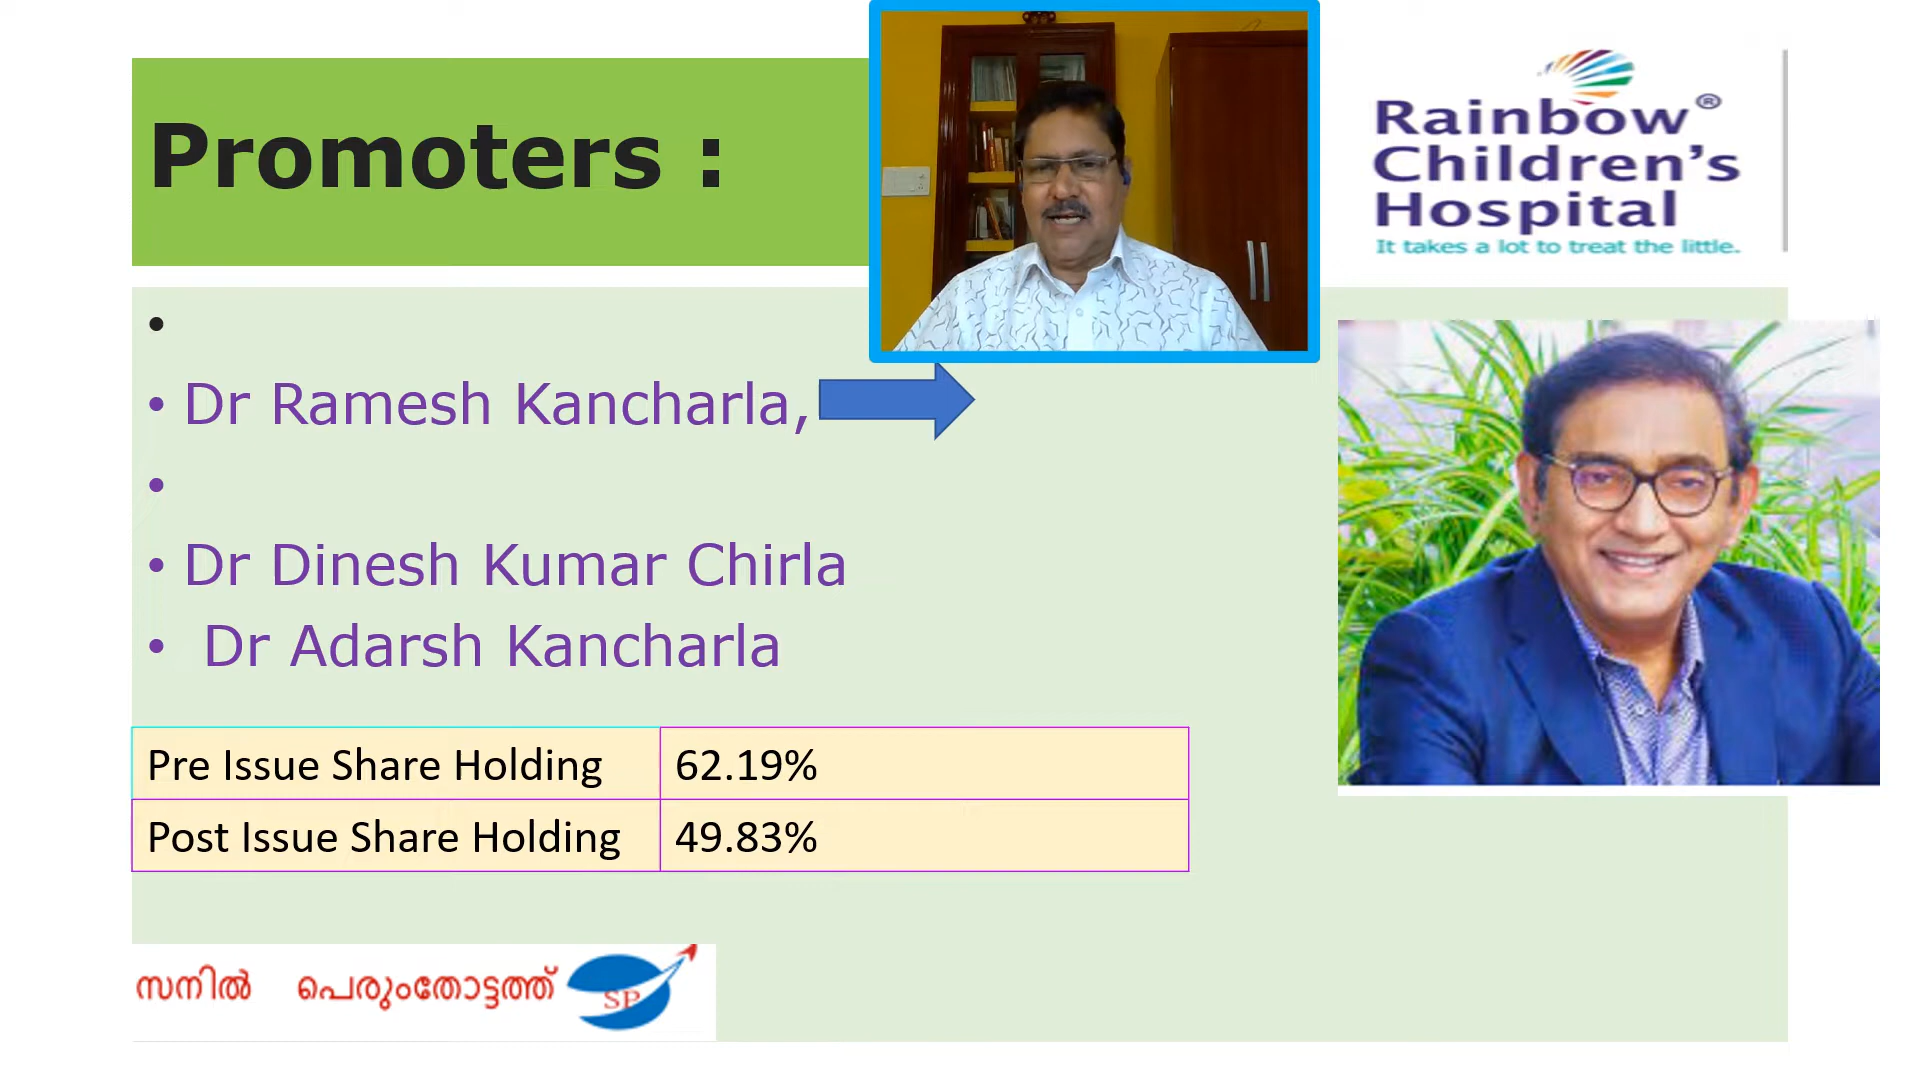 Promoters :
Rainbow®
Children's
Hospital
It takes a lot to treat the little.
•
• Dr Ramesh Kancharla,
•
• Dr Dinesh Kumar Chirla
• Dr Adarsh Kancharla
Pre Issue Share Holding 62.19%
Post Issue Share Holding 49.83%
സനിൽ പെരുംതോട്ടത്ത് SP